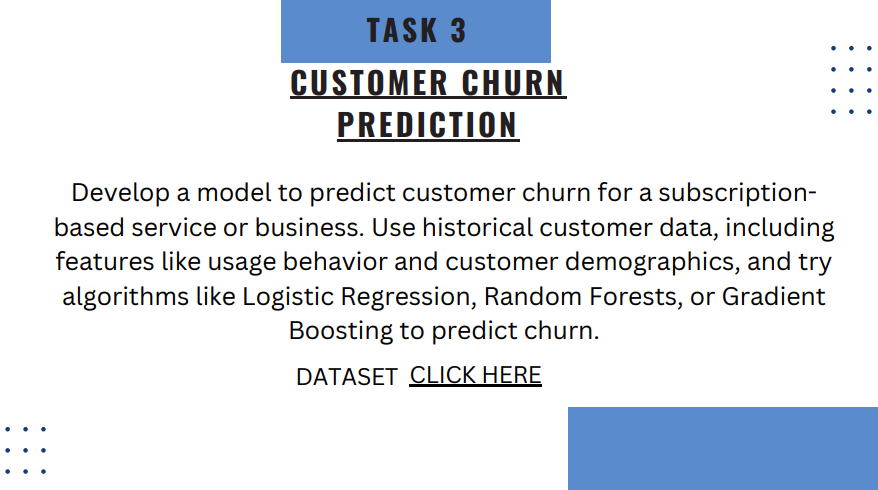 TASK 3
CUSTOMER CHURN
PREDICTION
Develop a model to predict customer churn for a subscription-
based service or business. Use historical customer data, including
features like usage behavior and customer demographics, and try
algorithms like Logistic Regression, Random Forests, or Gradient
Boosting to predict churn.
DATASET CLICK HERE